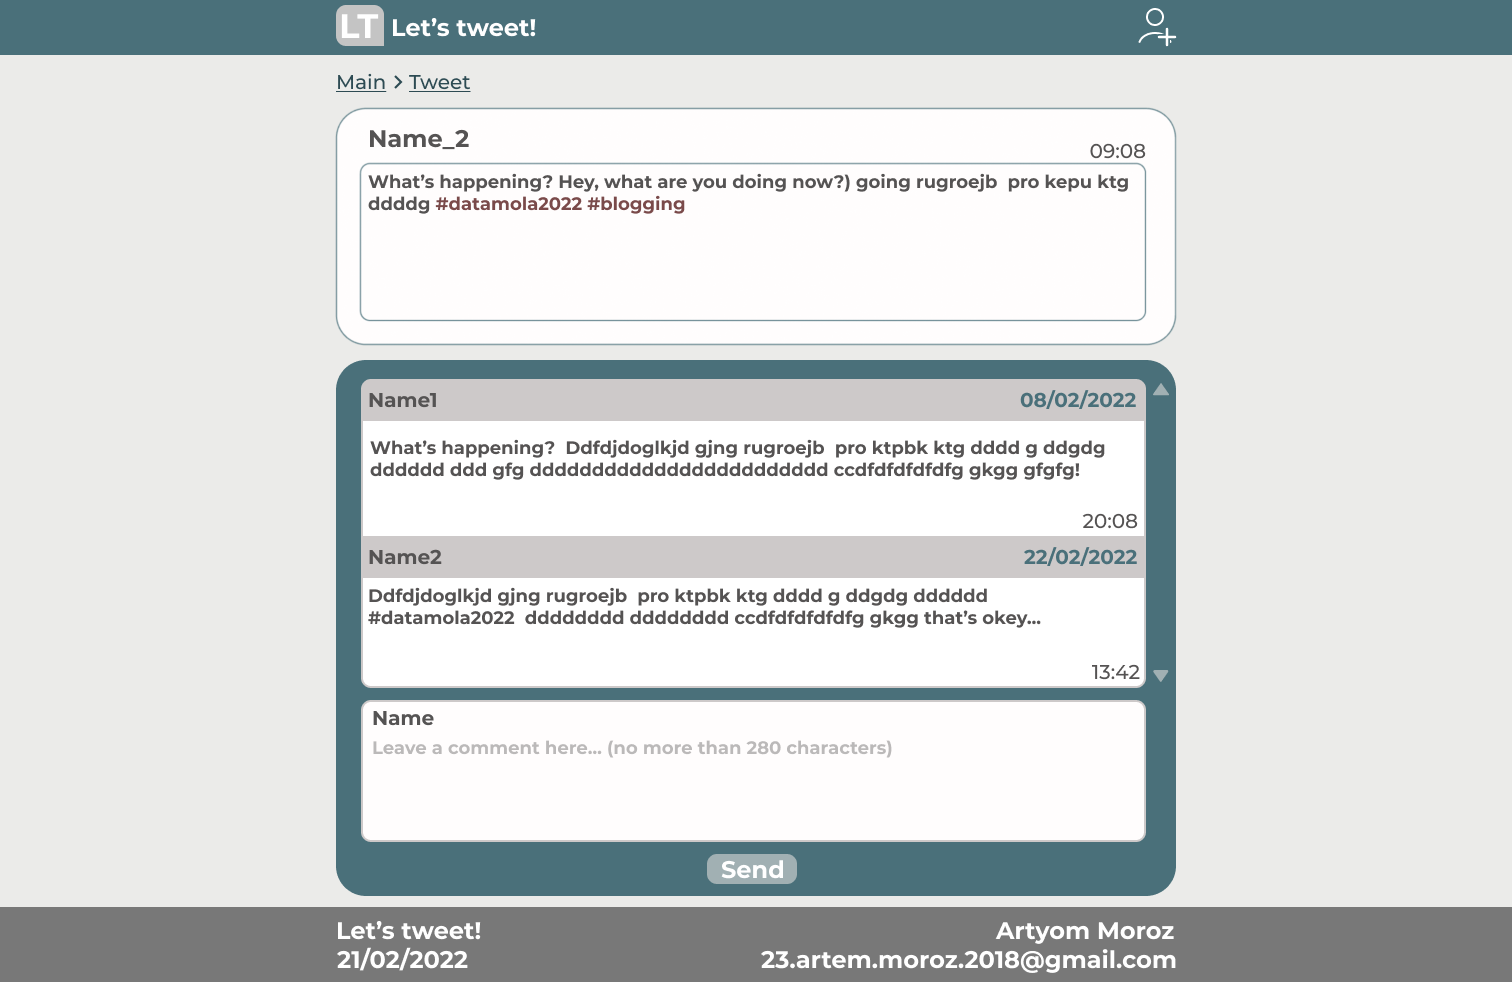 LT Let’s tweet!
Main > Tweet
Name_2
09:08
What’s happening? Hey, what are you doing now?) going rugroejb  pro kepu ktg
ddddg #datamola2022 #blogging
Name1 08/02/2022
What’s happening?  Ddfdjdoglkjd gjng rugroejb  pro ktpbk ktg dddd g ddgdg
dddddd ddd gfg dddddddddddddddddddddddd ccdfdfdfdfdfg gkgg gfgfg!
20:08
Name2 22/02/2022
Ddfdjdoglkjd gjng rugroejb  pro ktpbk ktg dddd g ddgdg dddddd
#datamola2022  dddddddd dddddddd ccdfdfdfdfdfg gkgg that’s okey...
13:42
Name
Leave a comment here... (no more than 280 characters)
Send
Let’s tweet! Artyom Moroz
21/02/2022 23.artem.moroz.2018@gmail.com